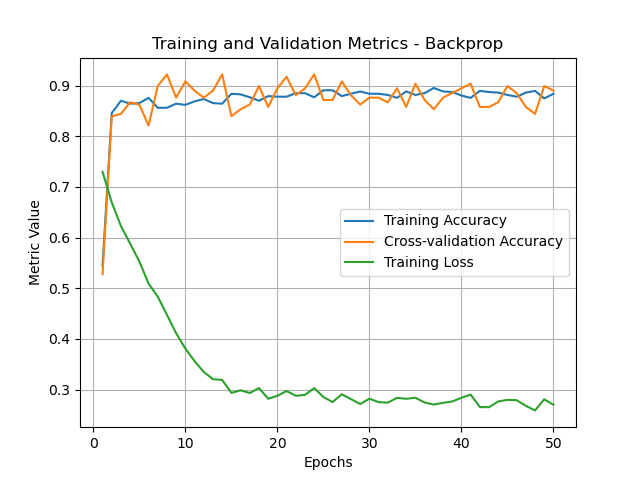 Training and Validation Metrics - Backprop
Metric Value
0.9
0.8
0.7
0.6
0.5
0.4
0.3
Training Accuracy
Cross-validation Accuracy
Training Loss
0 10 20 30 40 50
Epochs